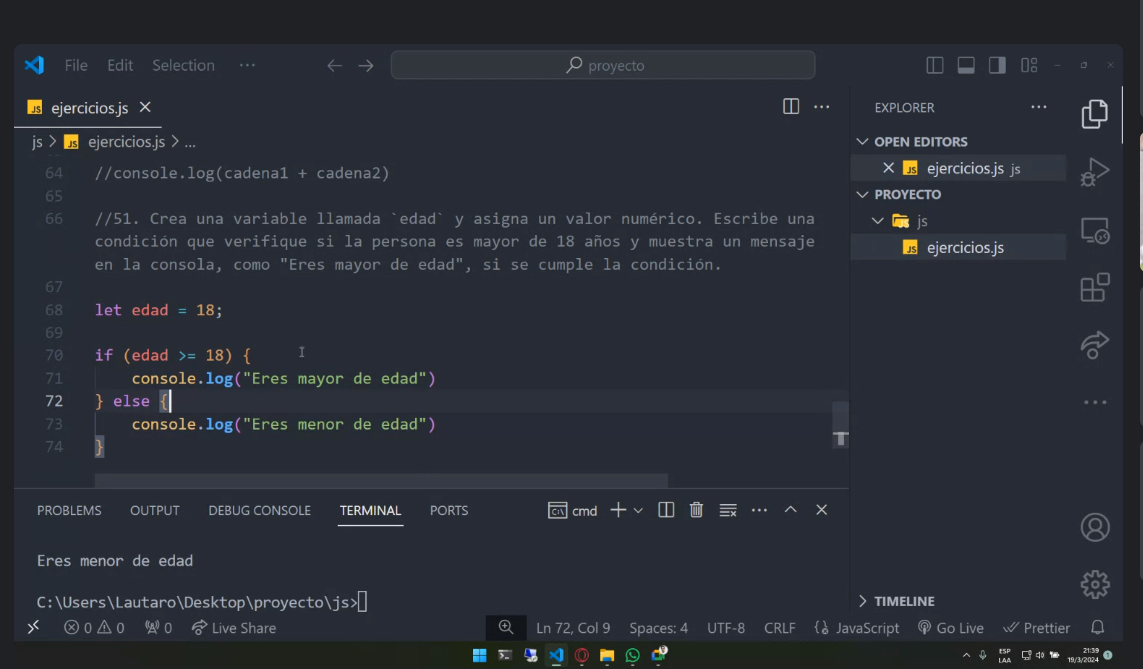 File Edit Selection ··· proyecto
JS ejercicios.js
js > JS ejercicios.js > ...
64 //console.log(cadena1 + cadena2)
65
66 //51. Crea una variable llamada `edad` y asigna un valor numérico. Escribe una
condición que verifique si la persona es mayor de 18 años y muestra un mensaje
en la consola, como "Eres mayor de edad", si se cumple la condición.
67
68 let edad = 18;
69
70 if (edad >= 18) {
71 console.log("Eres mayor de edad")
72 } else {
73 console.log("Eres menor de edad")
74 }
EXPLORER
OPEN EDITORS
JS ejercicios.js js
PROYECTO
js
JS ejercicios.js
TIMELINE
PROBLEMS OUTPUT DEBUG CONSOLE TERMINAL PORTS cmd
Eres menor de edad
C:\Users\Lautaro\Desktop\proyecto\js>
0 0 0 Live Share Ln 72, Col 9 Spaces: 4 UTF-8 CRLF {} JavaScript Go Live Prettier
ESP
LAA
21:39
19/3/2024